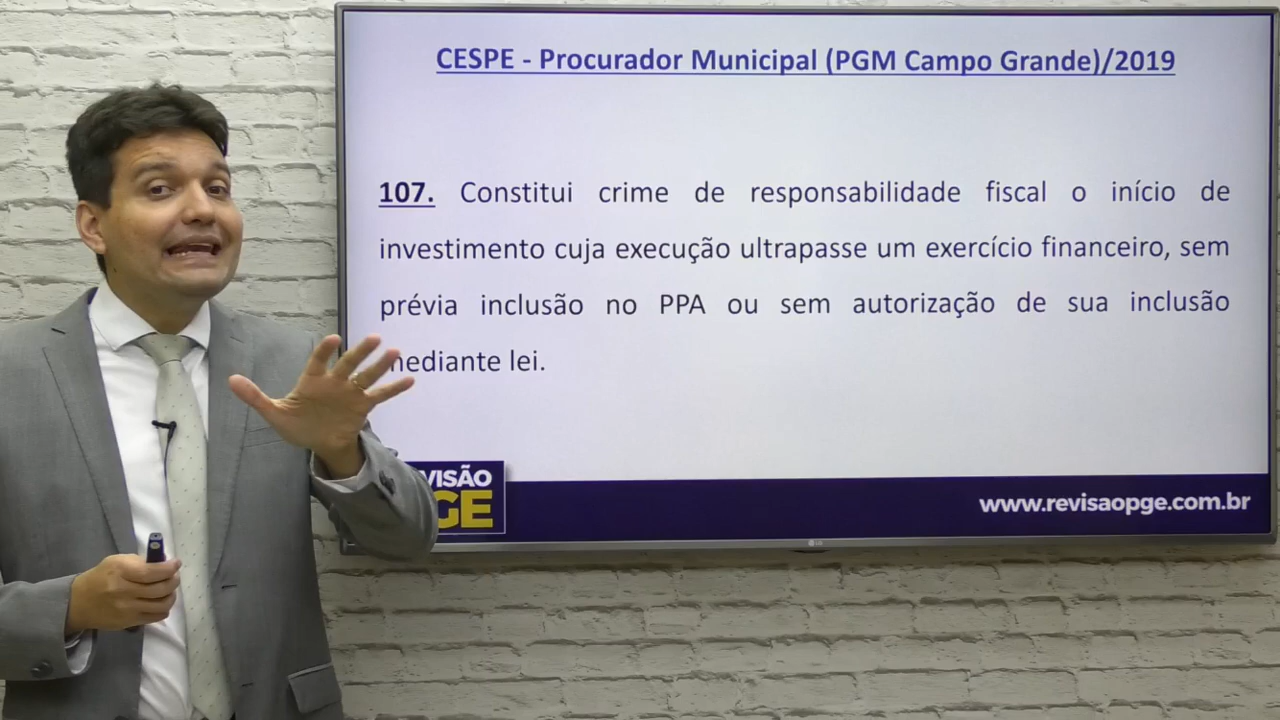 CESPE - Procurador Municipal (PGM Campo Grande)/2019
107. Constitui crime de responsabilidade fiscal o início de
investimento cuja execução ultrapasse um exercício financeiro, sem
prévia inclusão no PPA ou sem autorização de sua inclusão
mediante lei.
VISÃO
GE
www.revisaopge.com.br
LG